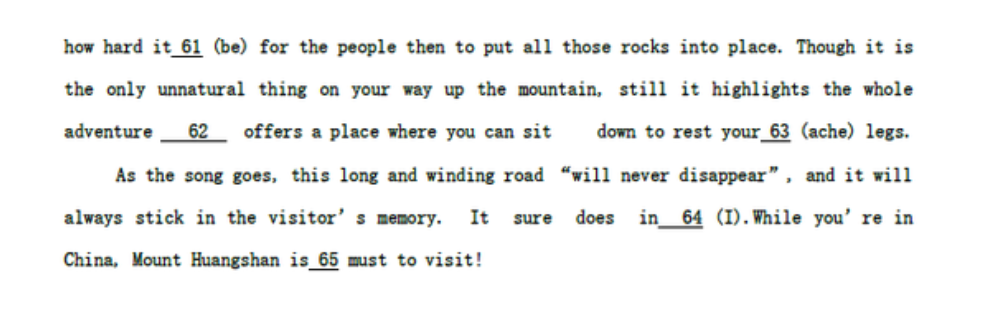 how hard it 61 (be) for the people then to put all those rocks into place. Though it is
the only unnatural thing on your way up the mountain, still it highlights the whole
adventure 62 offers a place where you can sit down to rest your 63 (ache) legs.
As the song goes, this long and winding road “will never disappear”, and it will
always stick in the visitor’s memory. It sure does in 64 (I). While you’re in
China, Mount Huangshan is 65 must to visit!